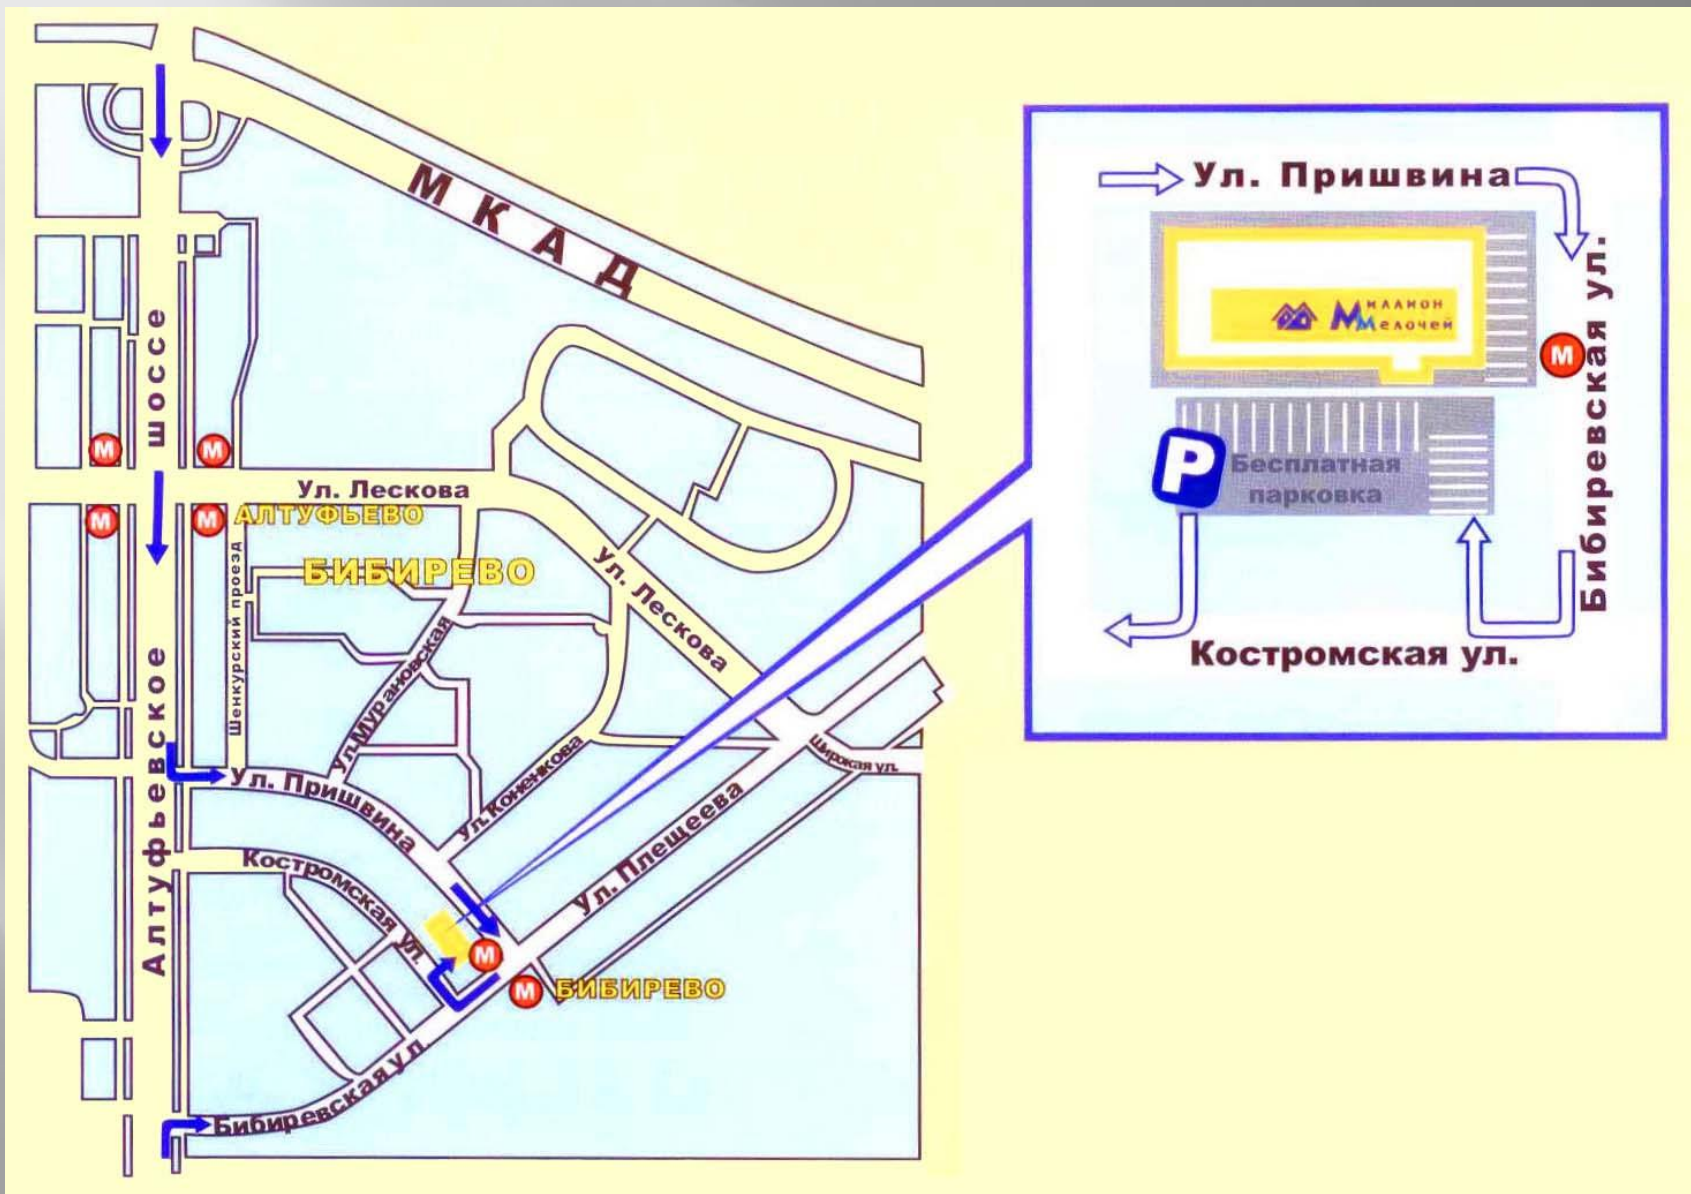 МКАД
Алтуфьевское шоссе
М
М
Ул. Лескова
М
М
АЛТУФЬЕВО
БИБИРЕВО
Шенкурский проезд
Ул. Мурановская
Ул. Лескова
Ул. Пришвина
Ул. Коненкова
Широкая ул.
Ул. Плещеева
Костромская ул.
М
М
БИБИРЕВО
Бибиревская ул.
Ул. Пришвина
Миллион
Мелочей
М
Бибиревская ул.
P
Бесплатная
парковка
Костромская ул.